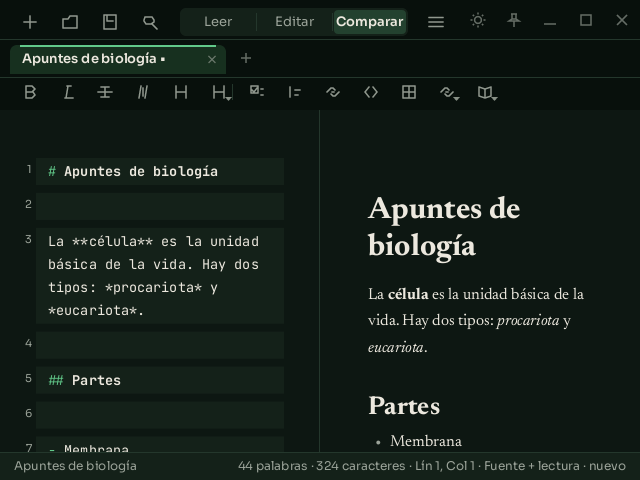 Leer Editar Comparar
Apuntes de biología •
1 # Apuntes de biología
2
3 La **célula** es la unidad
básica de la vida. Hay dos
tipos: *procariota* y
*eucariota*.
4
5 ## Partes
6
7 - Membrana
Apuntes de
biología
La célula es la unidad básica de la
vida. Hay dos tipos: procariota y
eucariota.
Partes
• Membrana
Apuntes de biología 44 palabras · 324 caracteres · Lín 1, Col 1 · Fuente + lectura · nuevo